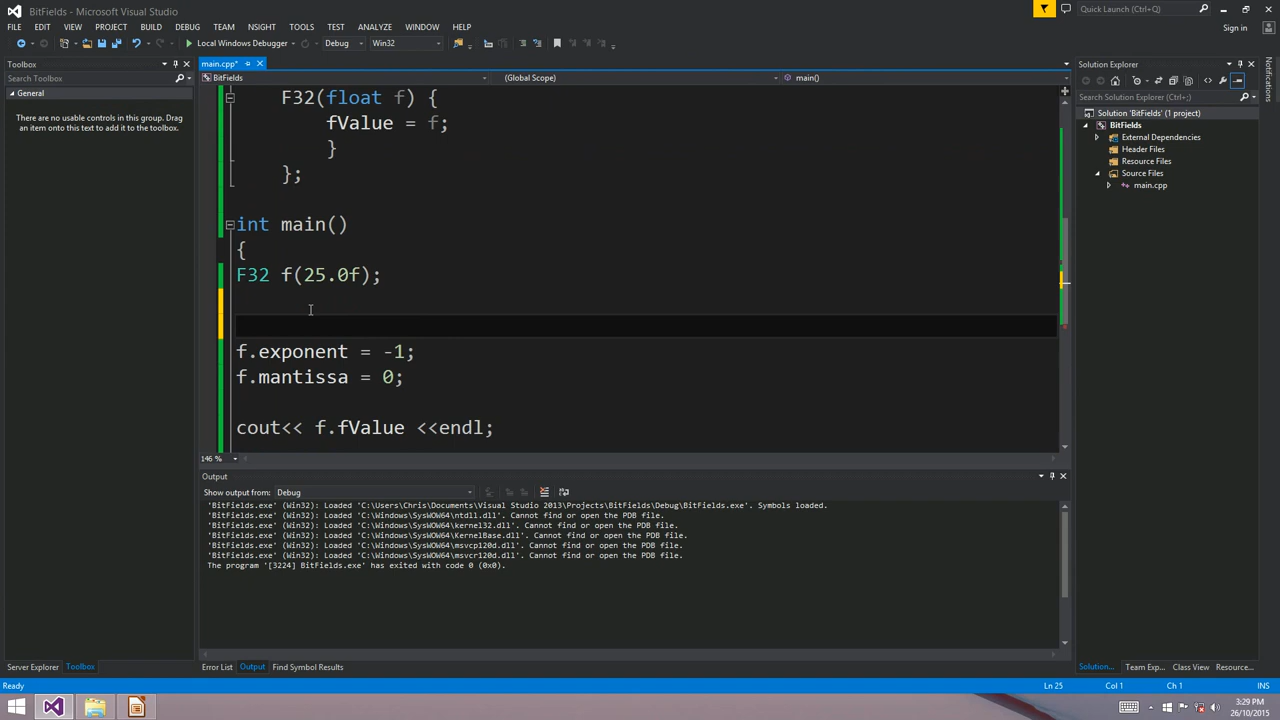 BitFields - Microsoft Visual Studio
Quick Launch (Ctrl+Q)
FILE EDIT VIEW PROJECT BUILD DEBUG TEAM NSIGHT TOOLS TEST ANALYZE WINDOW HELP
Sign in
Local Windows Debugger Debug Win32
Toolbox
Search Toolbox
General
There are no usable controls in this group. Drag
an item onto this text to add it to the toolbox.
main.cpp*
BitFields (Global Scope) main()
F32(float f) {
fValue = f;
}
};
int main()
{
F32 f(25.0f);
f.exponent = -1;
f.mantissa = 0;
cout<< f.fValue <<endl;
146 %
Output
Show output from: Debug
'BitFields.exe' (Win32): Loaded 'C:\Users\Chris\Documents\Visual Studio 2013\Projects\BitFields\Debug\BitFields.exe'. Symbols loaded.
'BitFields.exe' (Win32): Loaded 'C:\Windows\SysWOW64\ntdll.dll'. Cannot find or open the PDB file.
'BitFields.exe' (Win32): Loaded 'C:\Windows\SysWOW64\kernel32.dll'. Cannot find or open the PDB file.
'BitFields.exe' (Win32): Loaded 'C:\Windows\SysWOW64\KernelBase.dll'. Cannot find or open the PDB file.
'BitFields.exe' (Win32): Loaded 'C:\Windows\SysWOW64\msvcp120d.dll'. Cannot find or open the PDB file.
'BitFields.exe' (Win32): Loaded 'C:\Windows\SysWOW64\msvcr120d.dll'. Cannot find or open the PDB file.
The program '[3224] BitFields.exe' has exited with code 0 (0x0).
Solution Explorer
Search Solution Explorer (Ctrl+;)
Solution 'BitFields' (1 project)
BitFields
External Dependencies
Header Files
Resource Files
Source Files
main.cpp
Notifications
Server Explorer Toolbox
Error List Output Find Symbol Results
Solution... Team Exp... Class View Resource...
Ready Ln 25 Col 1 Ch 1 INS
3:29 PM
26/10/2015